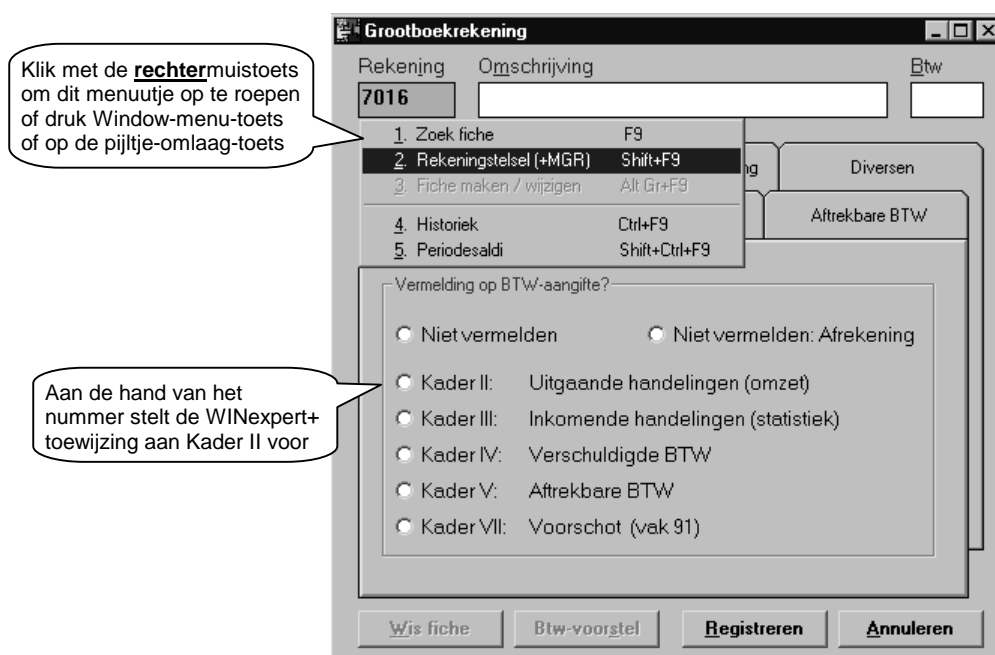 Grootboekrekening
Klik met de rechtermuistoets
om dit menuutje op te roepen
of druk Window-menu-toets
of op de pijltje-omlaag-toets
Rekening Omschrijving Btw
7016
1. Zoek fiche F9
2. Rekeningstelsel (+MGR) Shift+F9
3. Fiche maken / wijzigen Alt Gr+F9
4. Historiek Ctrl+F9
5. Periodesaldi Shift+Ctrl+F9
ng Diversen
Aftrekbare BTW
Vermelding op BTW-aangifte?
Niet vermelden Niet vermelden: Afrekening
Aan de hand van het
nummer stelt de WINexpert+
toewijzing aan Kader II voor
Kader II: Uitgaande handelingen (omzet)
Kader III: Inkomende handelingen (statistiek)
Kader IV: Verschuldigde BTW
Kader V: Aftrekbare BTW
Kader VII: Voorschot (vak 91)
Wis fiche Btw-voorstel Registreren Annuleren